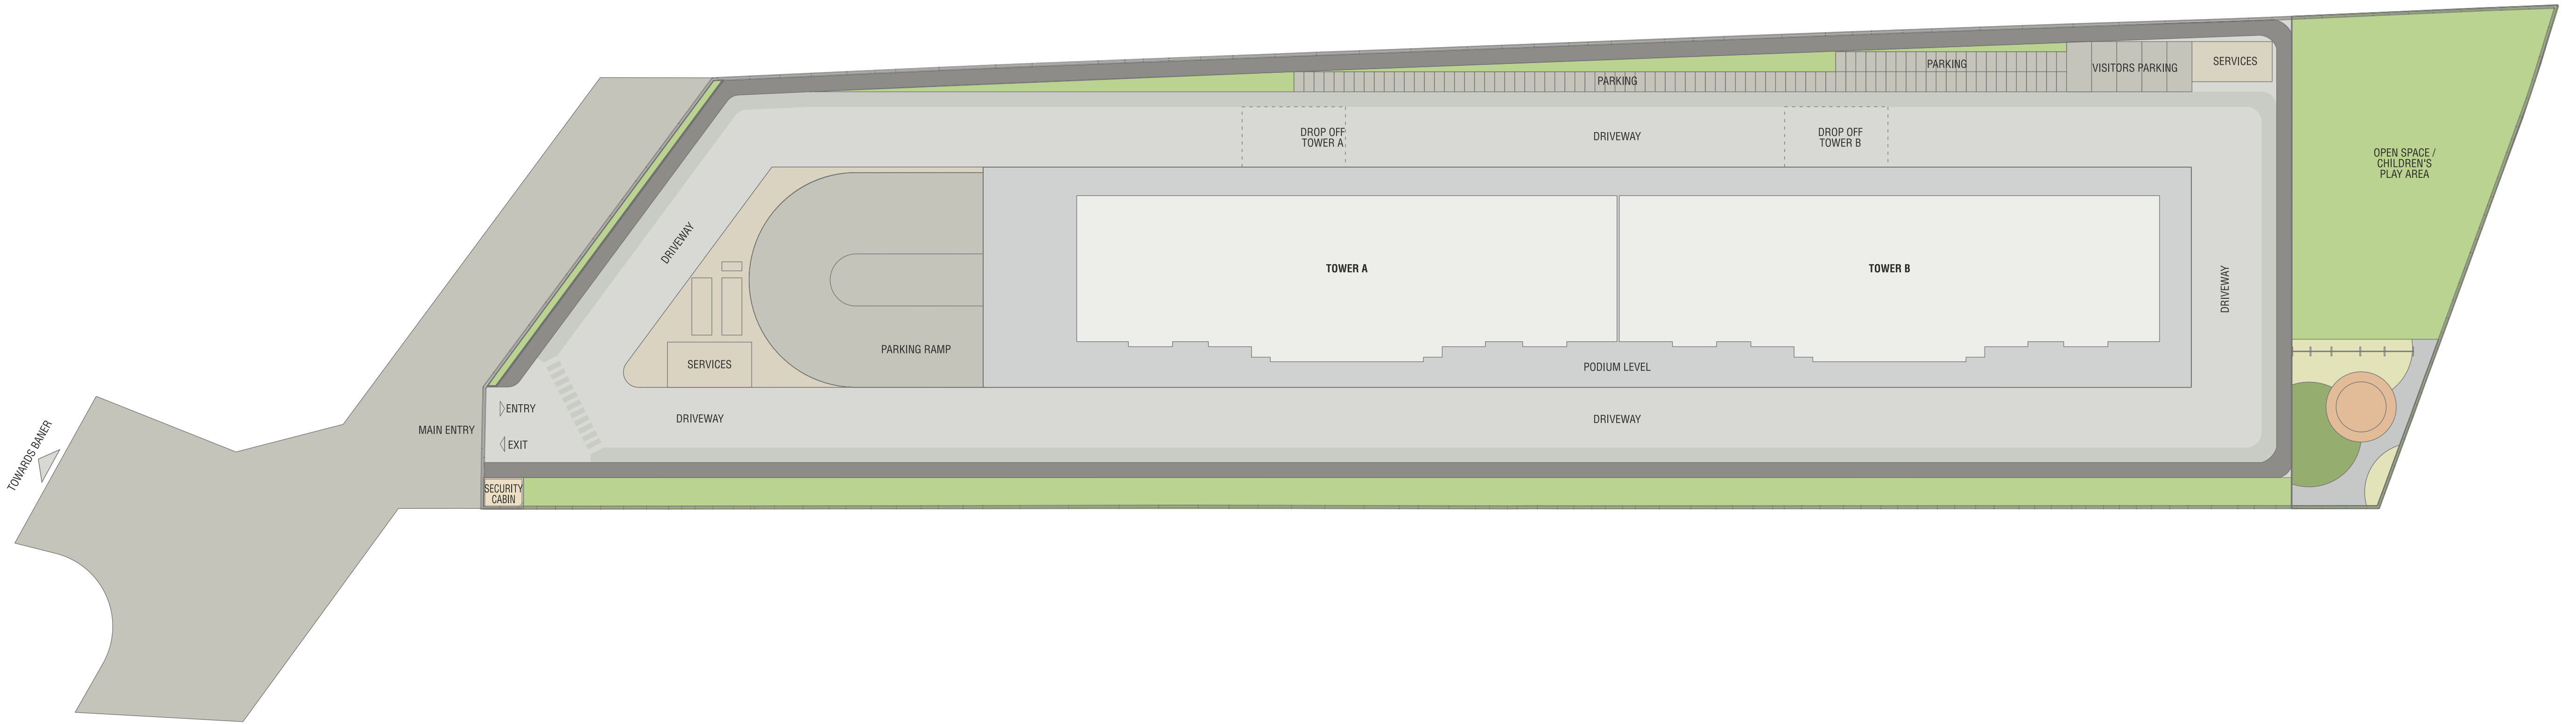 PARKING
PARKING
VISITORS PARKING
SERVICES
DROP OFF
TOWER A
DRIVEWAY
DROP OFF
TOWER B
OPEN SPACE /
CHILDREN'S
PLAY AREA
DRIVEWAY
TOWER A
TOWER B
DRIVEWAY
PARKING RAMP
SERVICES
PODIUM LEVEL
ENTRY
DRIVEWAY
DRIVEWAY
MAIN ENTRY
EXIT
TOWARDS BANER
SECURITY
CABIN